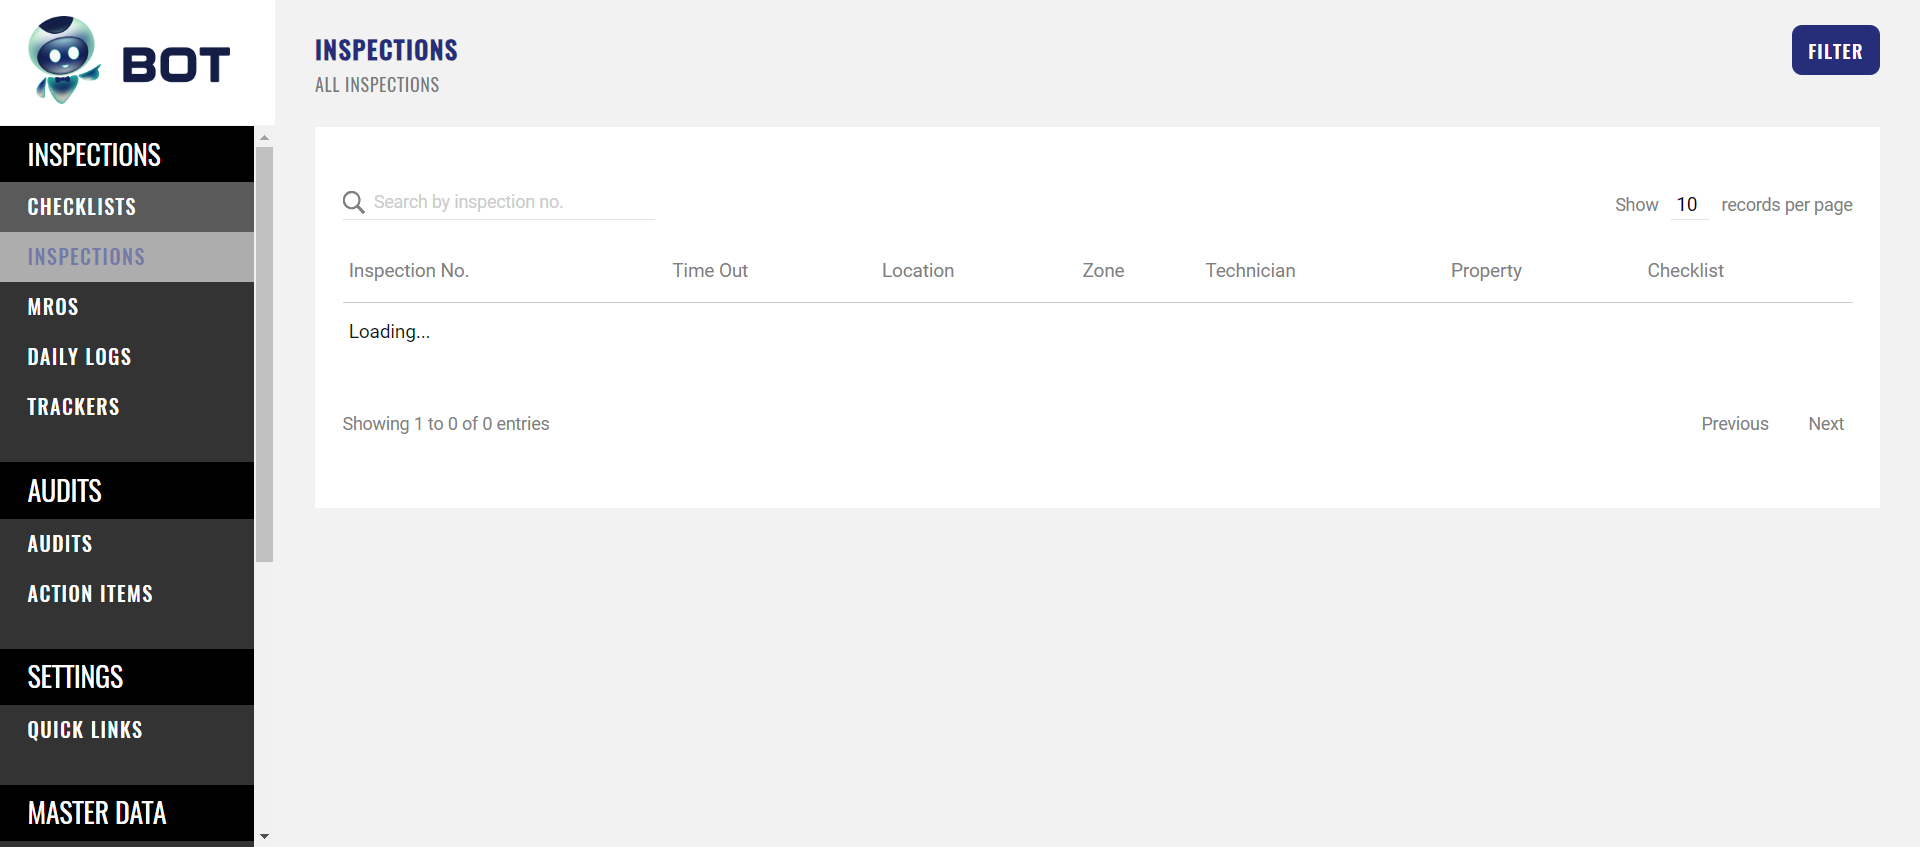 BOT
INSPECTIONS
CHECKLISTS
INSPECTIONS
MROS
DAILY LOGS
TRACKERS
AUDITS
AUDITS
ACTION ITEMS
SETTINGS
QUICK LINKS
MASTER DATA
INSPECTIONS
ALL INSPECTIONS
FILTER
Search by inspection no.
Show 10 records per page
Inspection No. Time Out Location Zone Technician Property Checklist
Loading...
Showing 1 to 0 of 0 entries
Previous Next